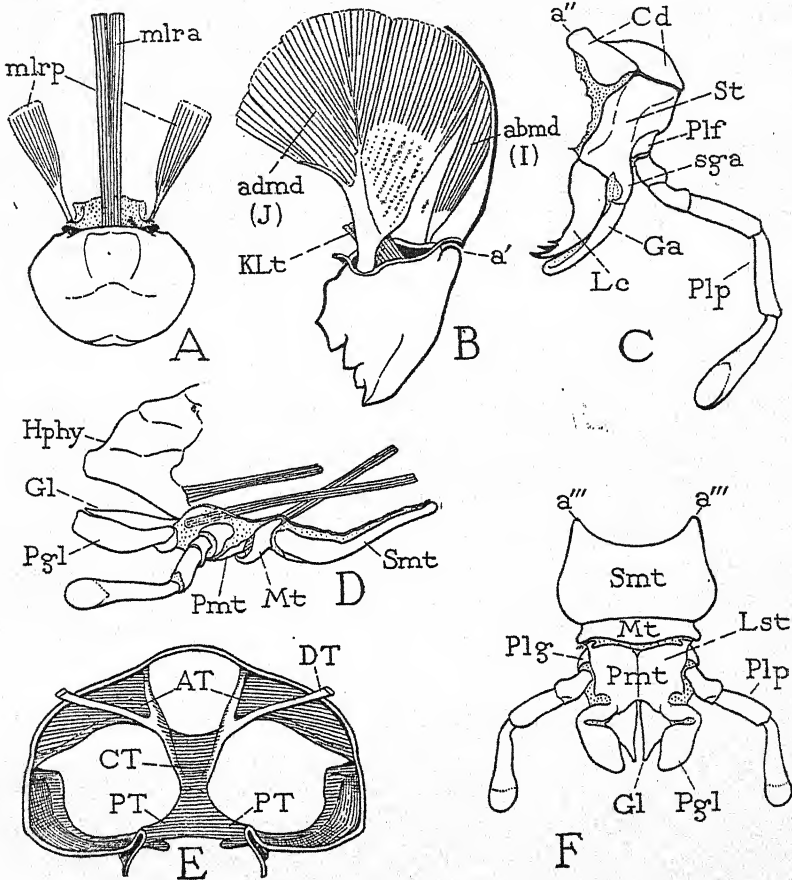 mlra
mlrp
A
admd
(J)
abmd
(I)
KLt
a'
B
a"
Cd
St
Plf
sga
Ga
Lc
Plp
C
Hphy
Gl
Pgl
Pmt
Mt
Smt
D
AT
DT
CT
PT
PT
E
a"'
a"'
Smt
Mt
Lst
Plg
Pmt
Plp
Gl
Pgl
F